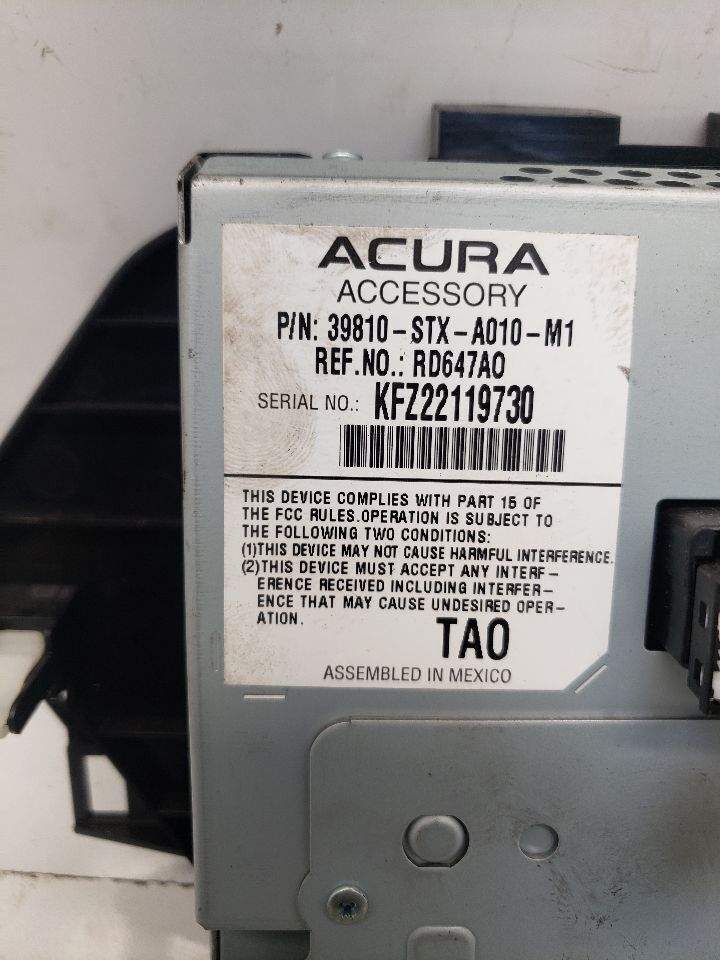 ACURA
ACCESSORY
P/N: 39810-STX-A010-M1
REF.NO.: RD647A0
SERIAL NO.: KFZ22119730
THIS DEVICE COMPLIES WITH PART 15 OF
THE FCC RULES.OPERATION IS SUBJECT TO
THE FOLLOWING TWO CONDITIONS:
(1)THIS DEVICE MAY NOT CAUSE HARMFUL INTERFERENCE.
(2)THIS DEVICE MUST ACCEPT ANY INTERF-
ERENCE RECEIVED INCLUDING INTERFER-
ENCE THAT MAY CAUSE UNDESIRED OPER-
ATION.
TA0
ASSEMBLED IN MEXICO